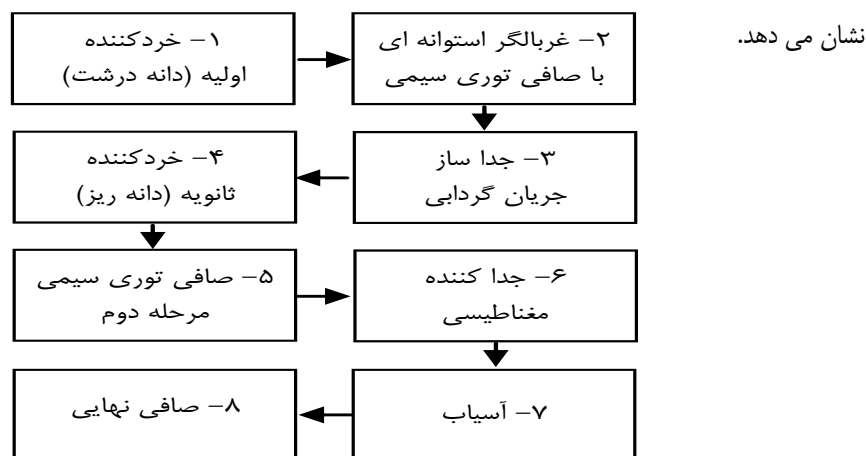 نشان می دهد.
۱– خردکننده
اولیه (دانه درشت)
۲– غربالگر استوانه ای
با صافی توری سیمی
۳– جدا ساز
جریان گردابی
۴– خردکننده
ثانویه (دانه ریز)
۵– صافی توری سیمی
مرحله دوم
۶– جدا کننده
مغناطیسی
۷– آسیاب
۸– صافی نهایی